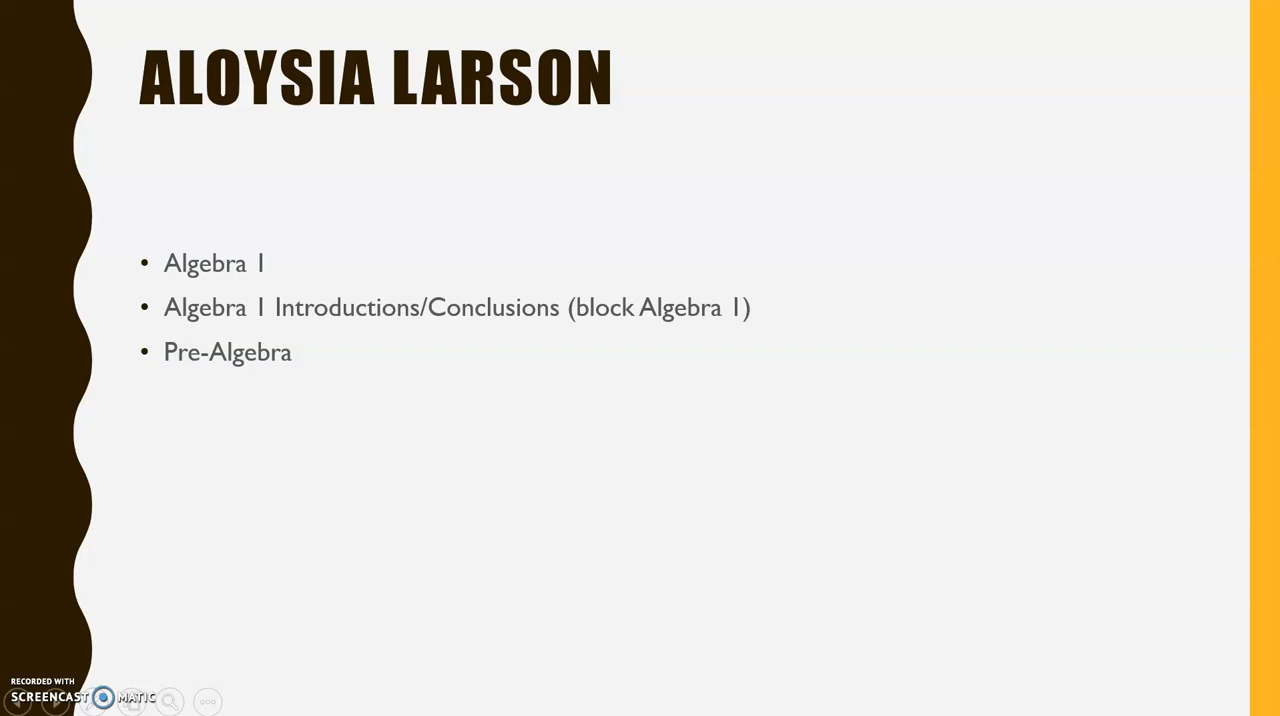 ALOYSIA LARSON
• Algebra 1
• Algebra 1 Introductions/Conclusions (block Algebra 1)
• Pre-Algebra
RECORDED WITH
SCREENCAST MATIC